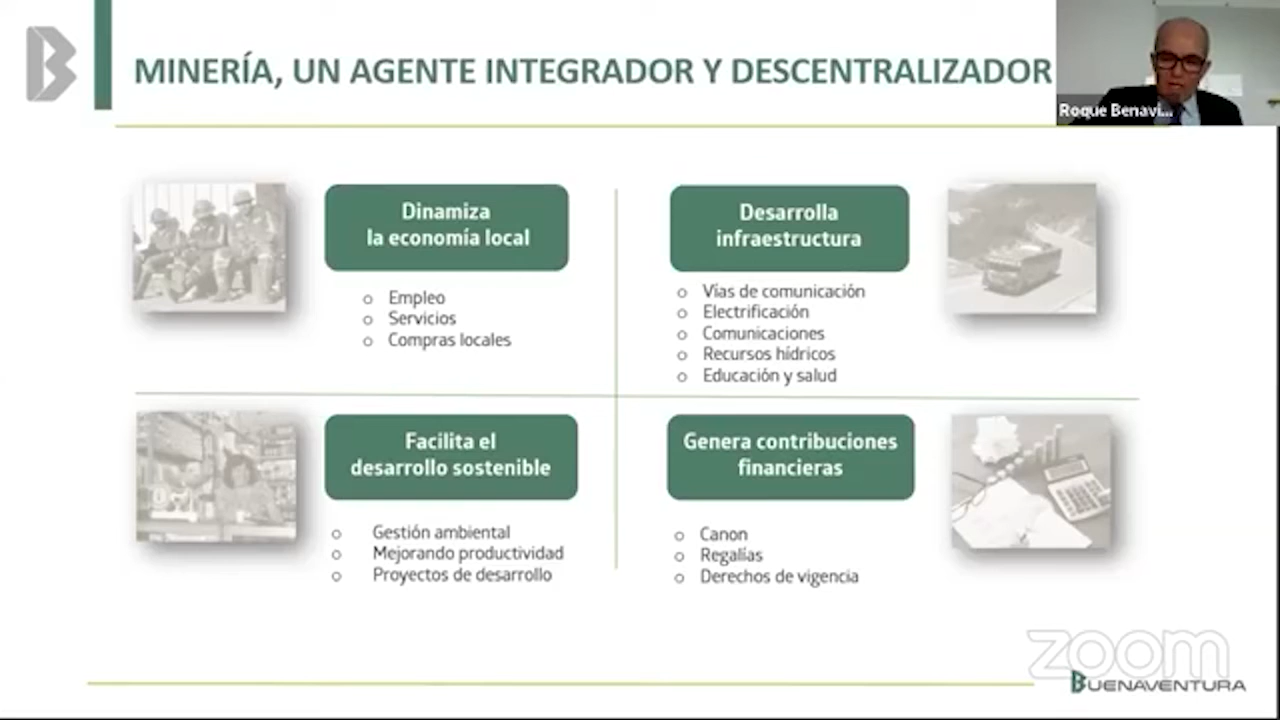 MINERÍA, UN AGENTE INTEGRADOR Y DESCENTRALIZADOR
Roque Benavi...
Dinamiza
la economía local
o Empleo
o Servicios
o Compras locales
Desarrolla
infraestructura
o Vías de comunicación
o Electrificación
o Comunicaciones
o Recursos hídricos
o Educación y salud
Facilita el
desarrollo sostenible
o Gestión ambiental
o Mejorando productividad
o Proyectos de desarrollo
Genera contribuciones
financieras
o Canon
o Regalías
o Derechos de vigencia
zoom
BUENAVENTURA